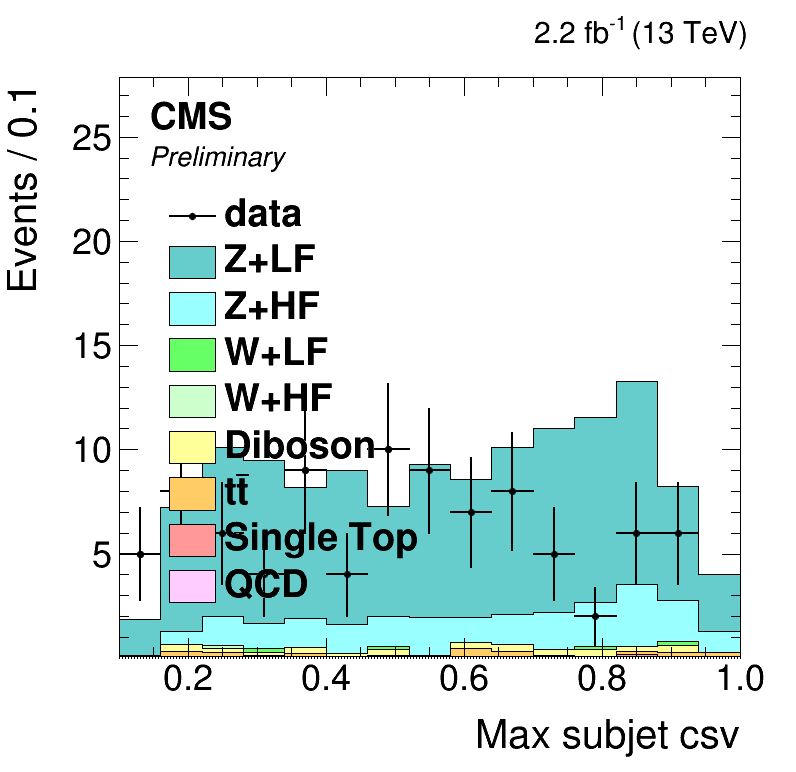 2.2 fb⁻¹ (13 TeV)
Events / 0.1
CMS
Preliminary
data
Z+LF
Z+HF
W+LF
W+HF
Diboson
tt̄
Single Top
QCD
25
20
15
10
5
0.2 0.4 0.6 0.8 1.0
Max subjet csv